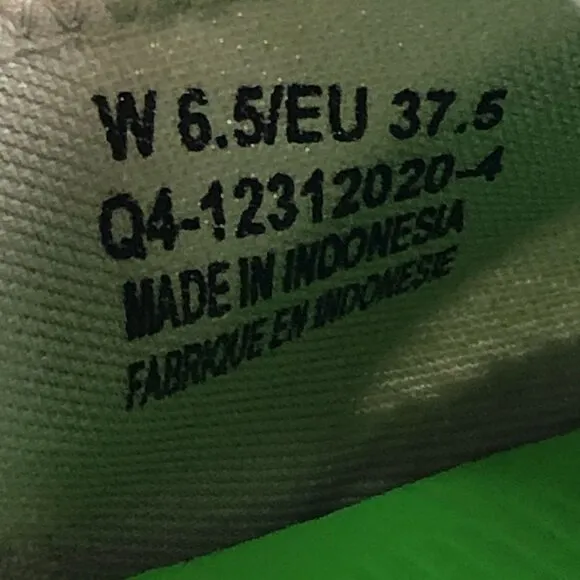 W 6.5/EU 37.5
Q4-12312020-4
MADE IN INDONESIA
FABRIQUE EN INDONESIE